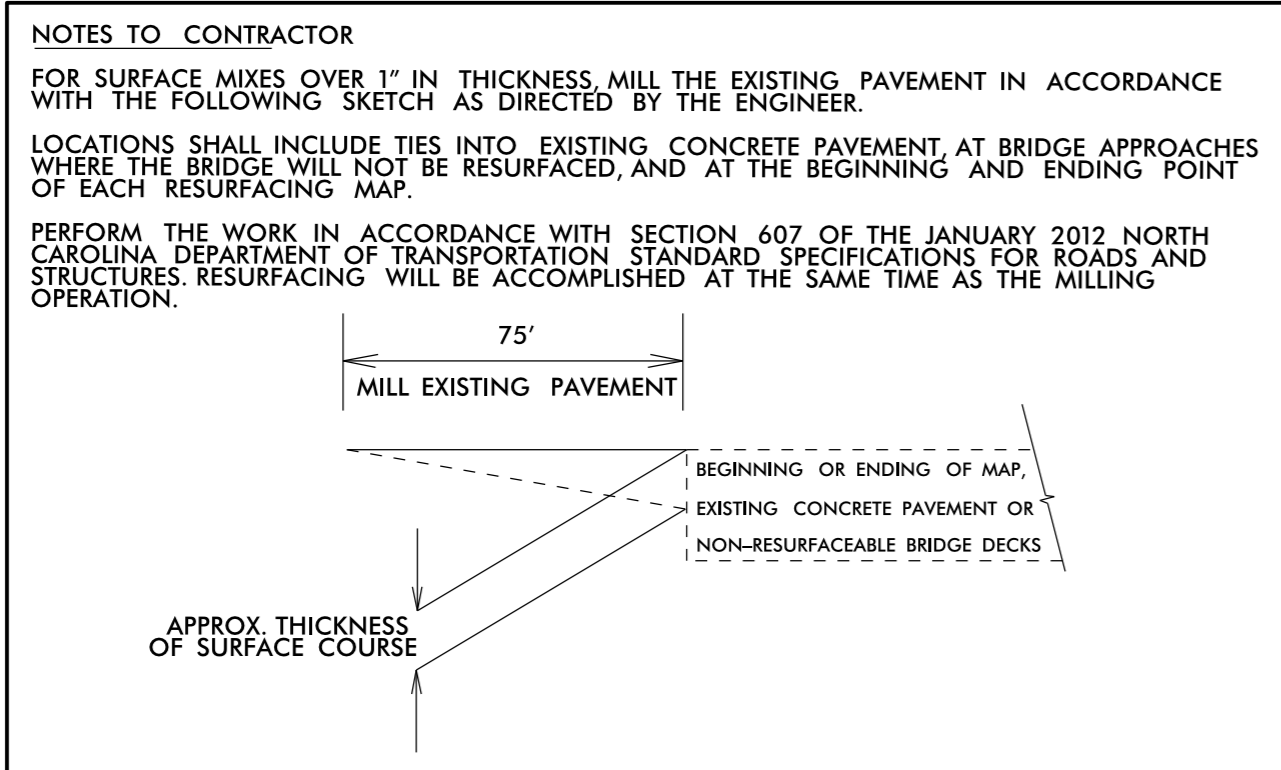 NOTES TO CONTRACTOR
FOR SURFACE MIXES OVER 1" IN THICKNESS, MILL THE EXISTING PAVEMENT IN ACCORDANCE
WITH THE FOLLOWING SKETCH AS DIRECTED BY THE ENGINEER.
LOCATIONS SHALL INCLUDE TIES INTO EXISTING CONCRETE PAVEMENT, AT BRIDGE APPROACHES
WHERE THE BRIDGE WILL NOT BE RESURFACED, AND AT THE BEGINNING AND ENDING POINT
OF EACH RESURFACING MAP.
PERFORM THE WORK IN ACCORDANCE WITH SECTION 607 OF THE JANUARY 2012 NORTH
CAROLINA DEPARTMENT OF TRANSPORTATION STANDARD SPECIFICATIONS FOR ROADS AND
STRUCTURES. RESURFACING WILL BE ACCOMPLISHED AT THE SAME TIME AS THE MILLING
OPERATION.
75'
MILL EXISTING PAVEMENT
BEGINNING OR ENDING OF MAP,
EXISTING CONCRETE PAVEMENT OR
NON–RESURFACEABLE BRIDGE DECKS
APPROX. THICKNESS
OF SURFACE COURSE